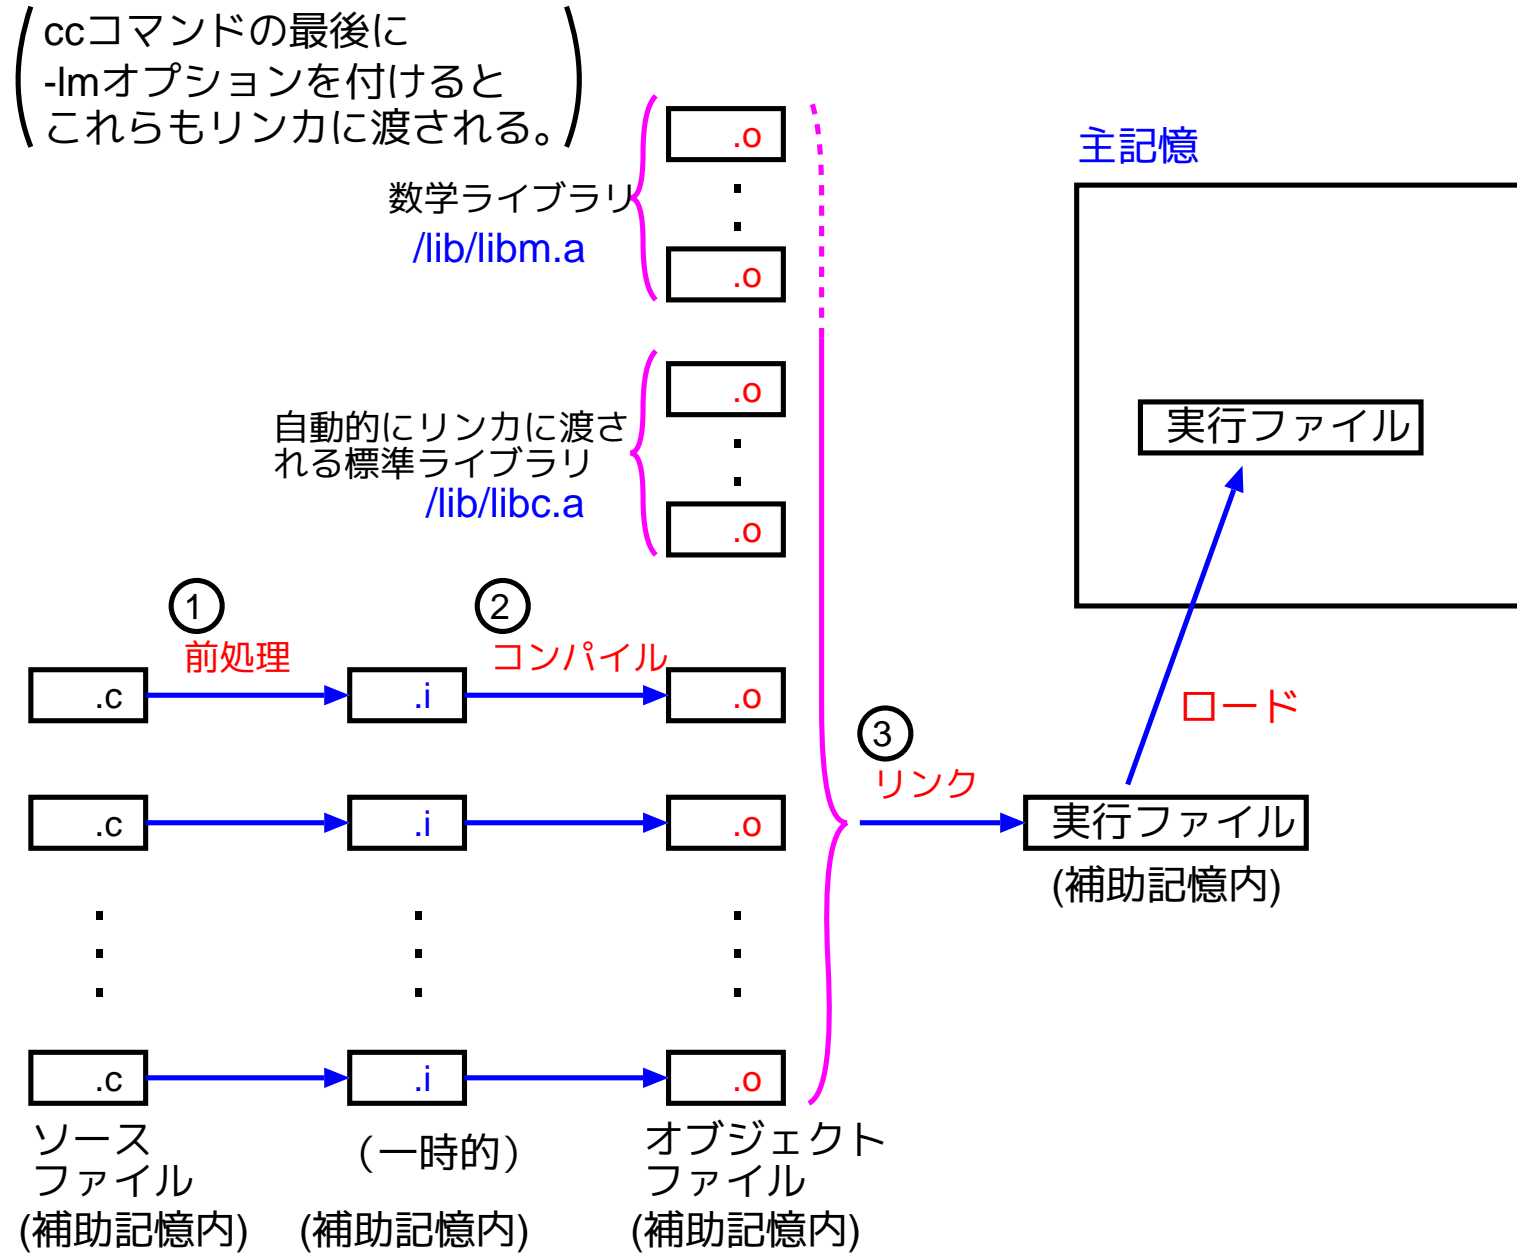 ccコマンドの最後に
-lmオプションを付けると
これらもリンカに渡される。
主記憶
.o
数学ライブラリ
/lib/libm.a
.o
.o
実行ファイル
自動的にリンカに渡さ
れる標準ライブラリ
/lib/libc.a
.o
①
②
前処理
コンパイル
.c
.i
.o
ロード
③
リンク
.c
.i
.o
実行ファイル
(補助記憶内)
.c
.i
.o
ソース
ファイル
(補助記憶内)
（一時的）
(補助記憶内)
オブジェクト
ファイル
(補助記憶内)